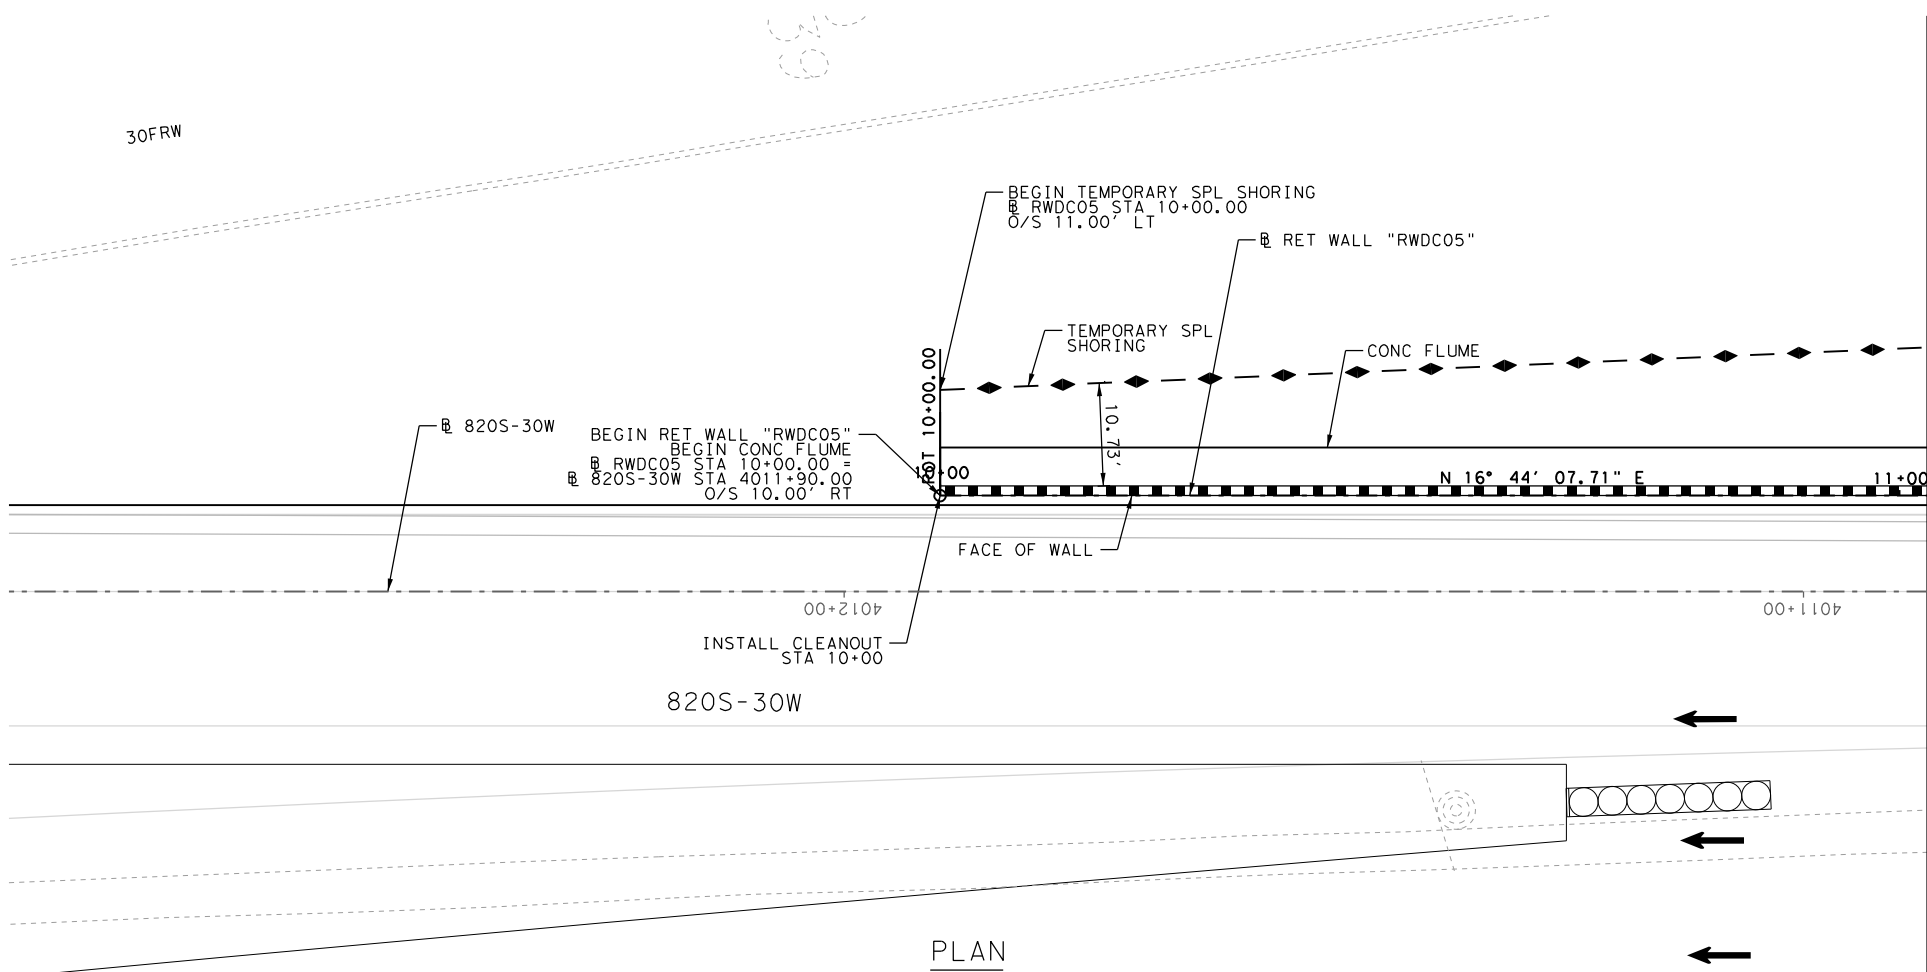 30FRW
BEGIN TEMPORARY SPL SHORING
℄ RWDC05 STA 10+00.00
O/S 11.00' LT
℄ RET WALL "RWDC05"
TEMPORARY SPL
SHORING
CONC FLUME
POT 10+00.00
10.73'
℄ 820S-30W
BEGIN RET WALL "RWDC05"
BEGIN CONC FLUME
℄ RWDC05 STA 10+00.00 =
℄ 820S-30W STA 4011+90.00
O/S 10.00' RT
10+00
N 16° 44' 07.71" E
11+00
FACE OF WALL
4012+00
4011+00
INSTALL CLEANOUT
STA 10+00
820S-30W
PLAN